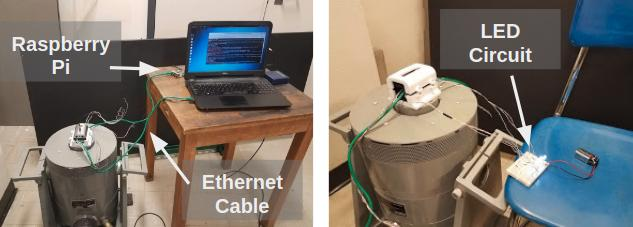 Raspberry
Pi
Ethernet
Cable
LED
Circuit